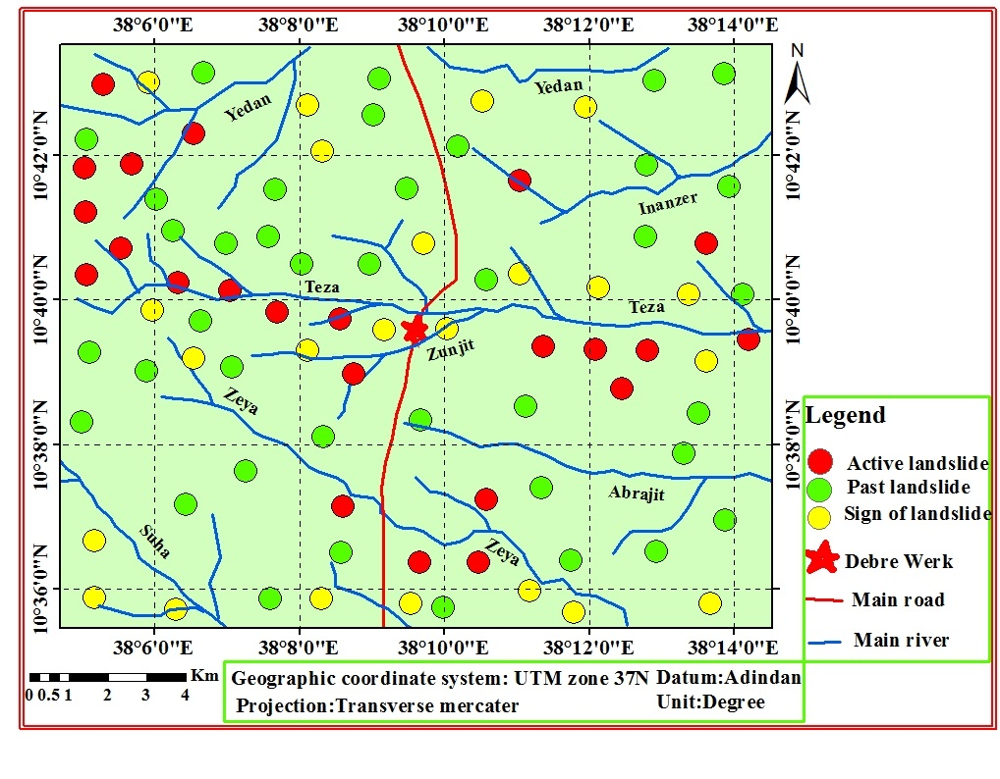 38°6'0"E 38°8'0"E 38°10'0"E 38°12'0"E 38°14'0"E
N
Yedan
Yedan
10°42'0"N 10°42'0"N
Inanzer
Teza
Teza
10°40'0"N 10°40'0"N
Zunjit
Zeya
Legend
Active landslide
Past landslide
Sign of landslide
Debre Werk
Main road
Main river
10°38'0"N 10°38'0"N
Abrajit
Suha
Zeya
10°36'0"N
38°6'0"E 38°8'0"E 38°10'0"E 38°12'0"E 38°14'0"E
Km
0 0.5 1 2 3 4
Geographic coordinate system: UTM zone 37N Datum:Adindan
Projection:Transverse mercater Unit:Degree